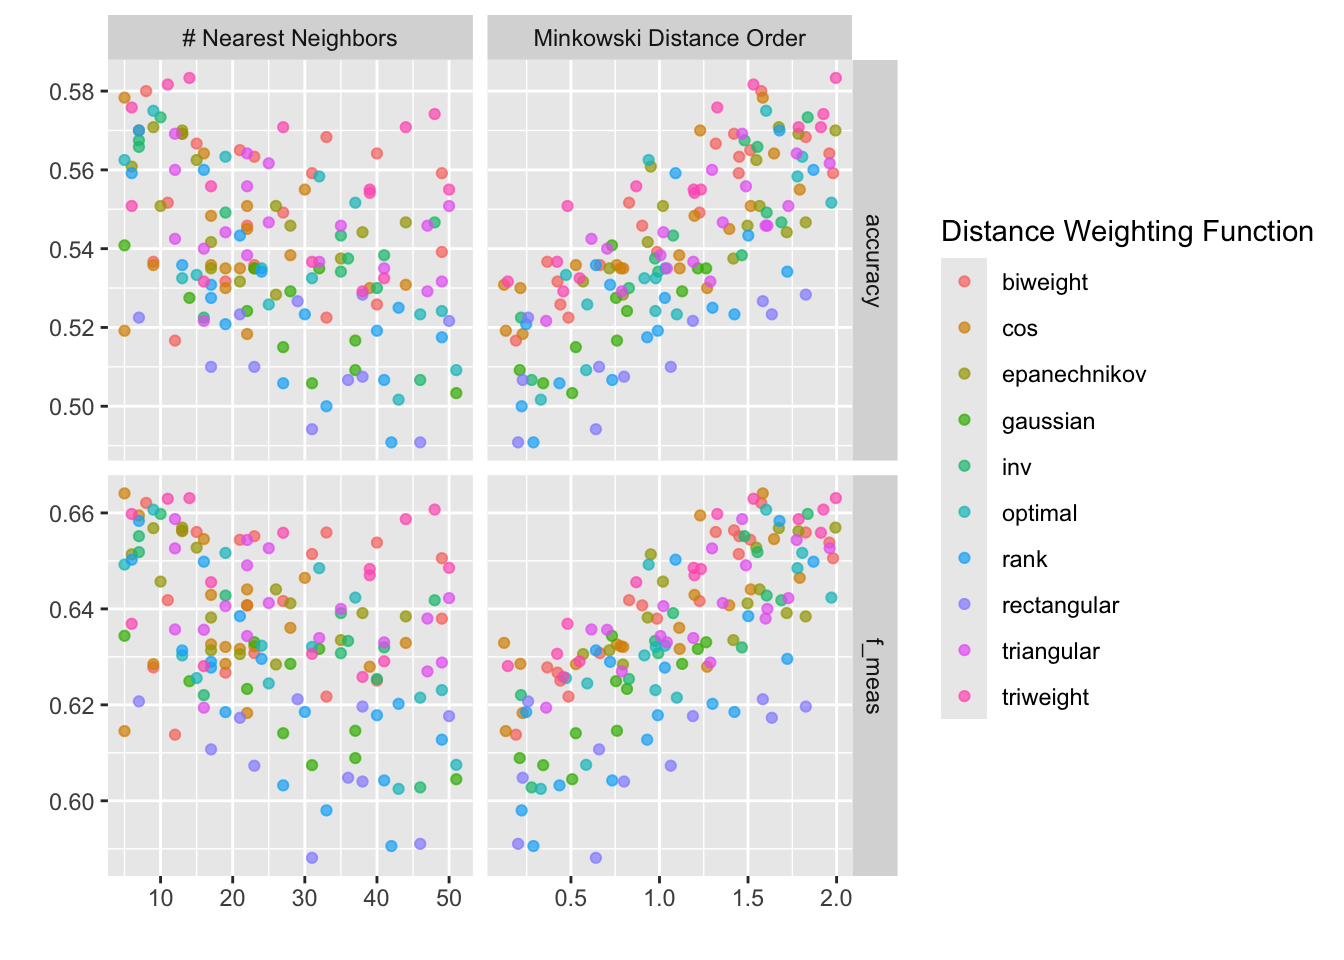 # Nearest Neighbors
Minkowski Distance Order
0.58
0.56
0.54
0.52
0.50
accuracy
0.66
0.64
0.62
0.60
f_meas
10 20 30 40 50
0.5 1.0 1.5 2.0
Distance Weighting Function
biweight
cos
epanechnikov
gaussian
inv
optimal
rank
rectangular
triangular
triweight